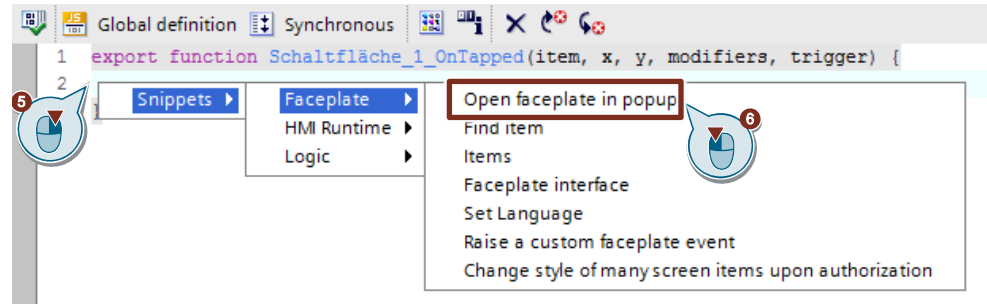 JS
101
Global definition
Synchronous
1 export function Schaltfläche_1_OnTapped(item, x, y, modifiers, trigger) {
2
5
Snippets
Faceplate
HMI Runtime
Logic
Open faceplate in popup
6
Find item
Items
Faceplate interface
Set Language
Raise a custom faceplate event
Change style of many screen items upon authorization